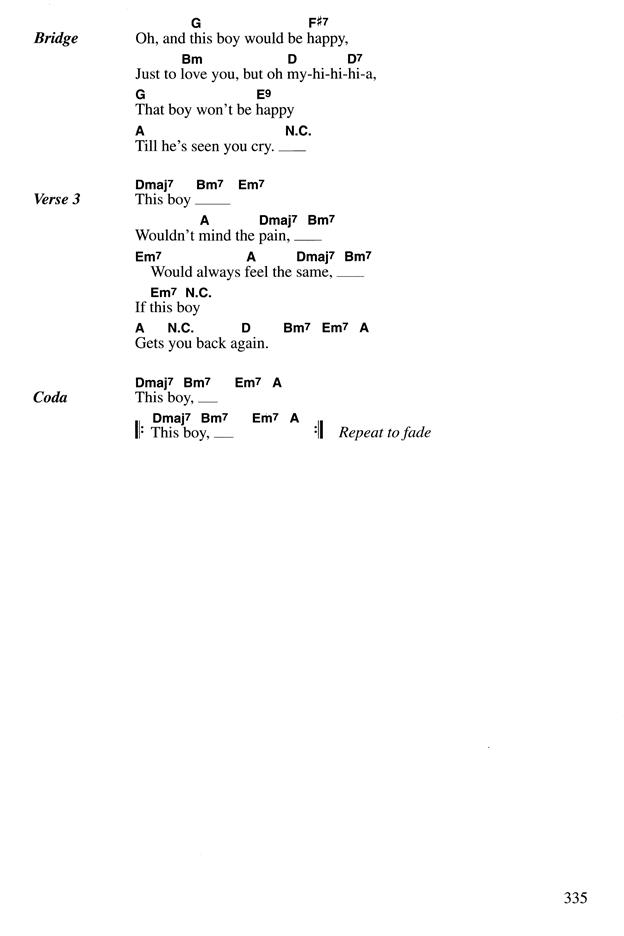 G F♯7
Bridge Oh, and this boy would be happy,
Bm D D7
Just to love you, but oh my-hi-hi-hi-a,
G E9
That boy won't be happy
A N.C.
Till he's seen you cry. ___
Dmaj7 Bm7 Em7
Verse 3 This boy ____
A Dmaj7 Bm7
Wouldn't mind the pain, ___
Em7 A Dmaj7 Bm7
Would always feel the same, ___
Em7 N.C.
If this boy
A N.C. D Bm7 Em7 A
Gets you back again.
Dmaj7 Bm7 Em7 A
Coda This boy, __
Dmaj7 Bm7 Em7 A
𝄆 This boy, __ 𝄇 Repeat to fade
335